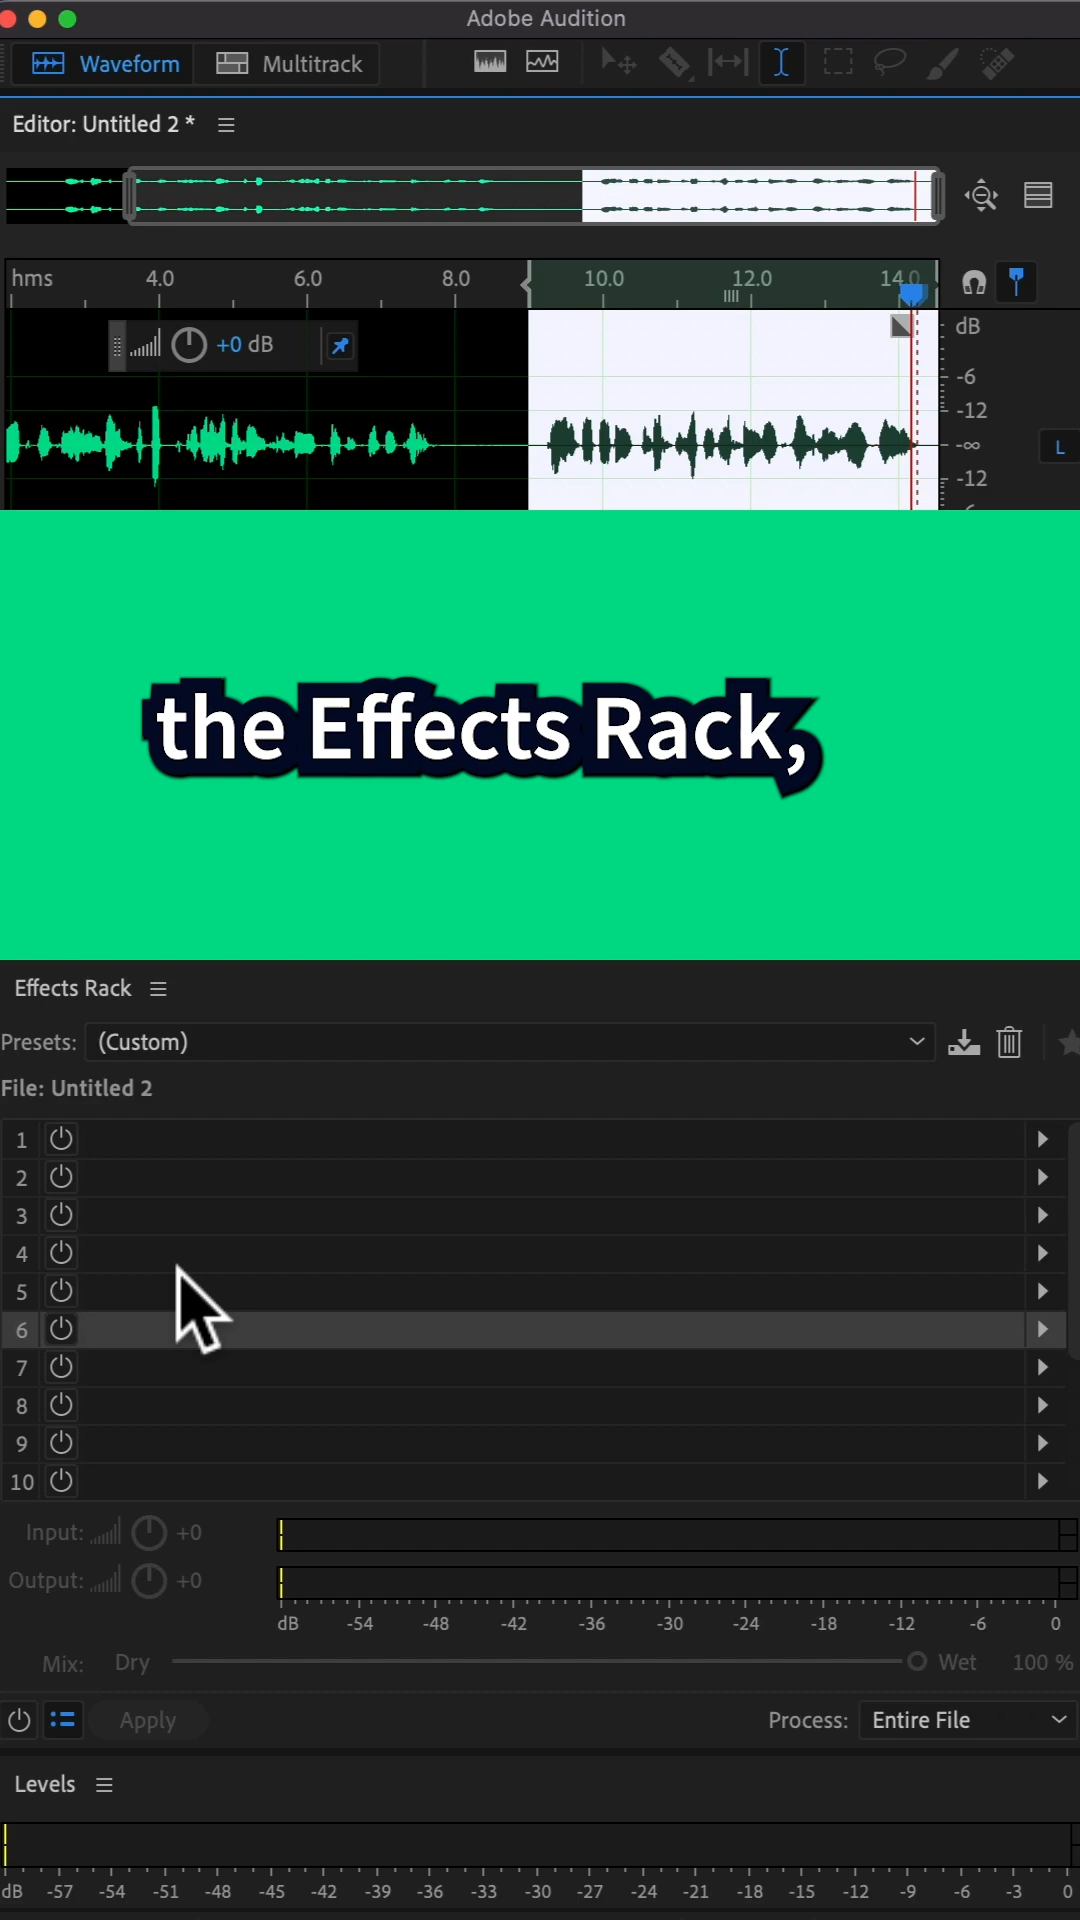 Adobe Audition
Waveform Multitrack
Editor: Untitled 2 *
hms 4.0 6.0 8.0 10.0 12.0 14.0
+0 dB
dB
-6
-12
-∞
L
-12
the Effects Rack,
Effects Rack
Presets: (Custom)
File: Untitled 2
1
2
3
4
5
6
7
8
9
10
Input: +0
Output: +0
dB -54 -48 -42 -36 -30 -24 -18 -12 -6 0
Mix: Dry Wet 100 %
Apply Process: Entire File
Levels
dB -57 -54 -51 -48 -45 -42 -39 -36 -33 -30 -27 -24 -21 -18 -15 -12 -9 -6 -3 0